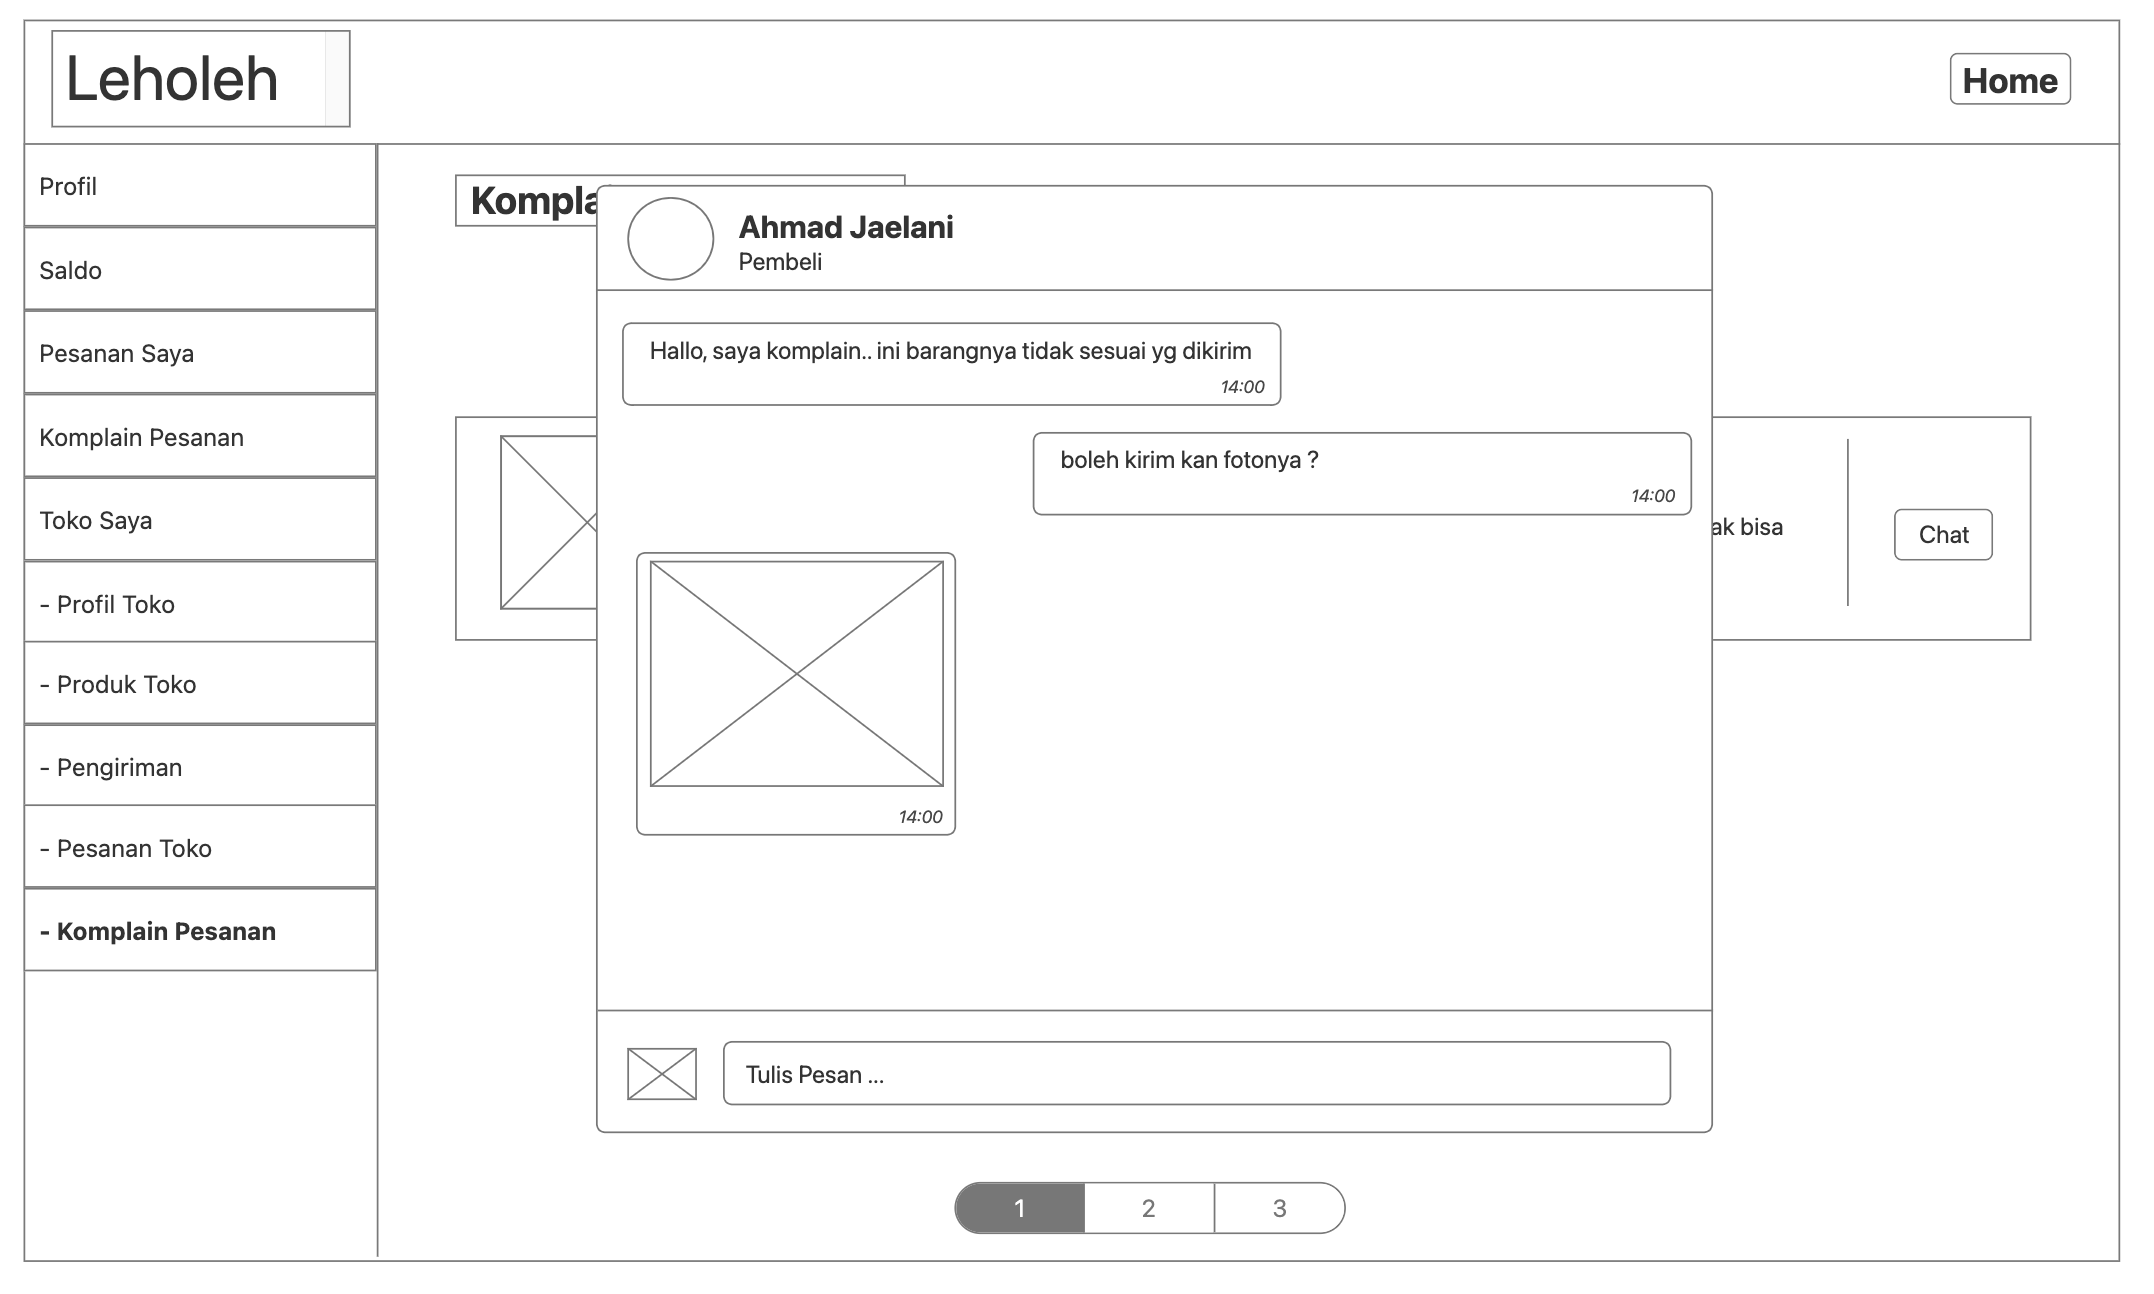 Leholeh
Home
Profil
Saldo
Pesanan Saya
Komplain Pesanan
Toko Saya
- Profil Toko
- Produk Toko
- Pengiriman
- Pesanan Toko
- Komplain Pesanan
Ahmad Jaelani
Pembeli
Hallo, saya komplain.. ini barangnya tidak sesuai yg dikirim
14:00
boleh kirim kan fotonya ?
14:00
bisa
Chat
14:00
Tulis Pesan ...
1
2
3